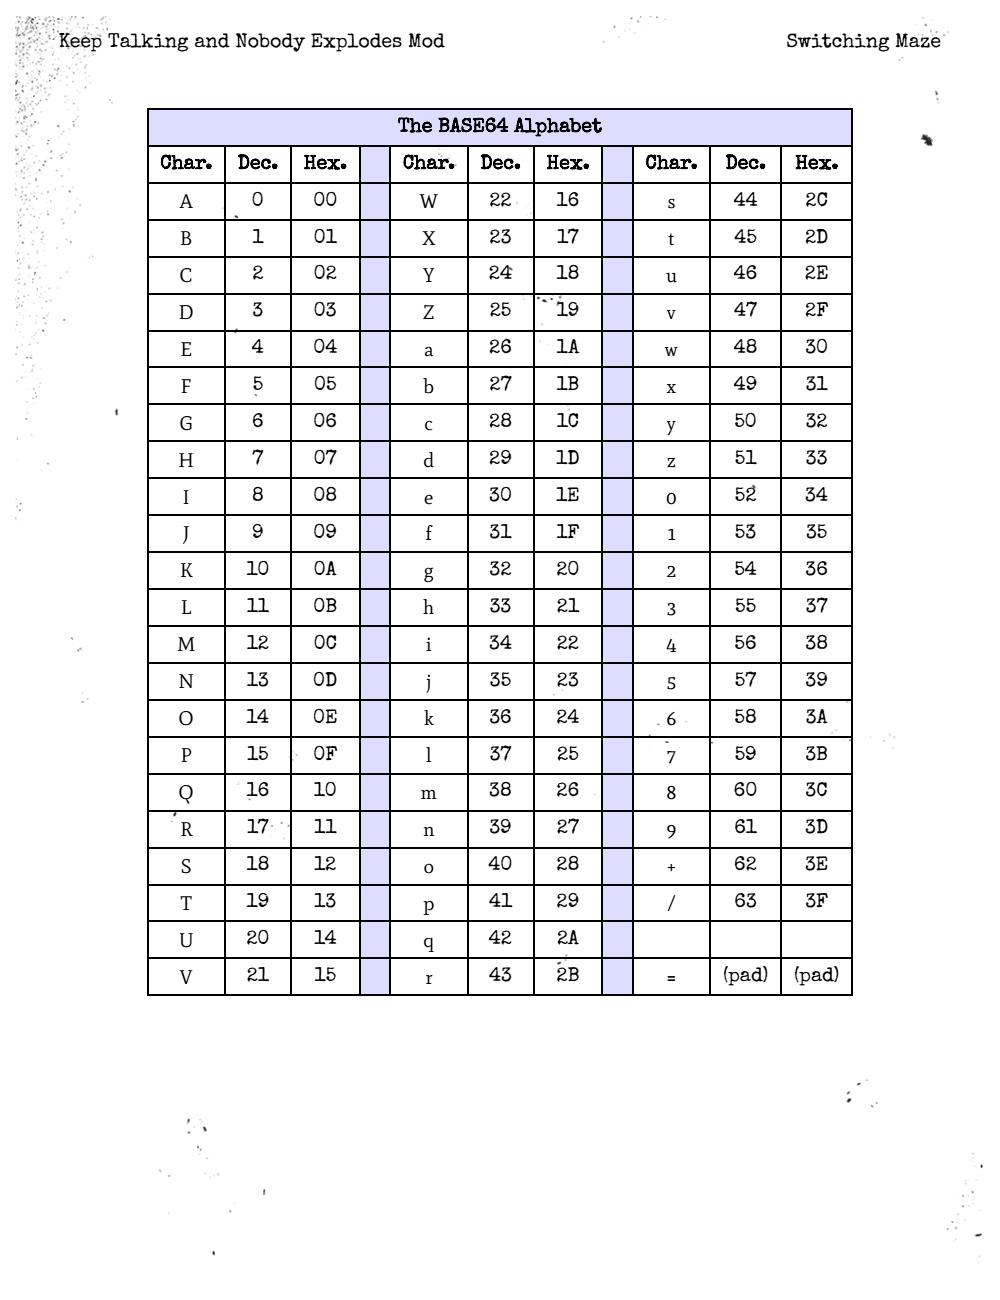 Keep Talking and Nobody Explodes Mod Switching Maze
The BASE64 Alphabet
Char. Dec. Hex. Char. Dec. Hex. Char. Dec. Hex.
A 0 00 W 22 16 s 44 2C
B 1 01 X 23 17 t 45 2D
C 2 02 Y 24 18 u 46 2E
D 3 03 Z 25 19 v 47 2F
E 4 04 a 26 1A w 48 30
F 5 05 b 27 1B x 49 31
G 6 06 c 28 1C y 50 32
H 7 07 d 29 1D z 51 33
I 8 08 e 30 1E 0 52 34
J 9 09 f 31 1F 1 53 35
K 10 0A g 32 20 2 54 36
L 11 0B h 33 21 3 55 37
M 12 0C i 34 22 4 56 38
N 13 0D j 35 23 5 57 39
O 14 0E k 36 24 6 58 3A
P 15 0F l 37 25 7 59 3B
Q 16 10 m 38 26 8 60 3C
R 17 11 n 39 27 9 61 3D
S 18 12 o 40 28 + 62 3E
T 19 13 p 41 29 / 63 3F
U 20 14 q 42 2A
V 21 15 r 43 2B = (pad) (pad)